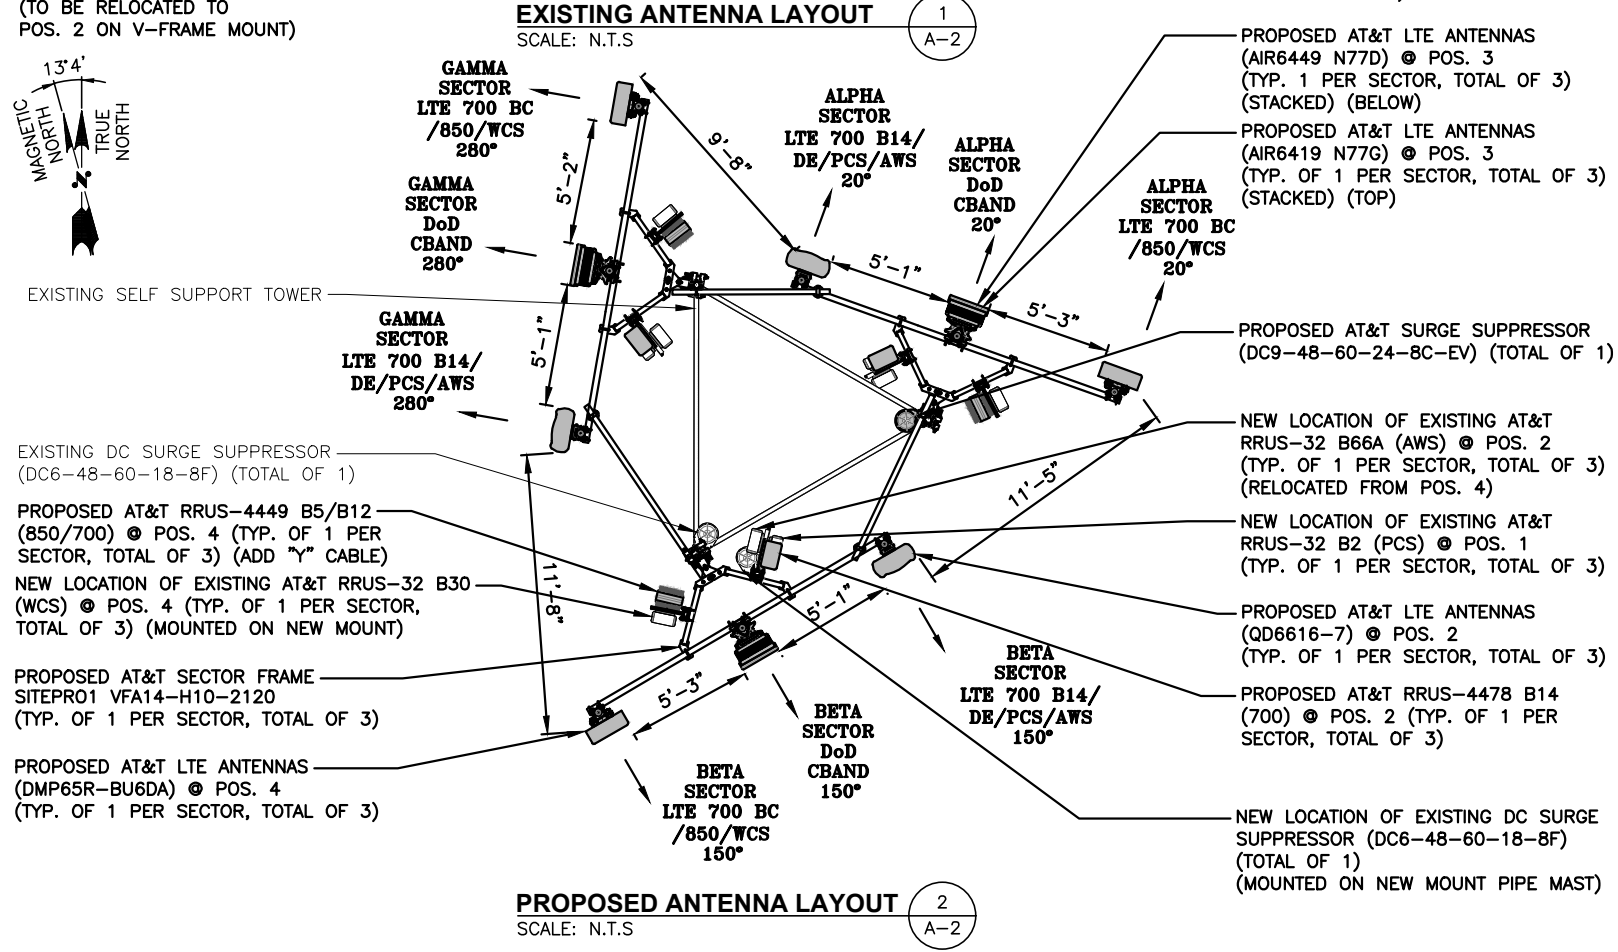 (TO BE RELOCATED TO
POS. 2 ON V-FRAME MOUNT)
EXISTING ANTENNA LAYOUT
SCALE: N.T.S
1
A-2
13°4'
MAGNETIC
NORTH
TRUE
NORTH
N
GAMMA
SECTOR
LTE 700 BC
/850/WCS
280°
GAMMA
SECTOR
DoD
CBAND
280°
GAMMA
SECTOR
LTE 700 B14/
DE/PCS/AWS
280°
ALPHA
SECTOR
LTE 700 B14/
DE/PCS/AWS
20°
ALPHA
SECTOR
DoD
CBAND
20°
ALPHA
SECTOR
LTE 700 BC
/850/WCS
20°
9'-8"
5'-2"
5'-1"
5'-1"
5'-3"
11'-5"
11'-8"
5'-1"
5'-3"
EXISTING SELF SUPPORT TOWER
EXISTING DC SURGE SUPPRESSOR
(DC6-48-60-18-8F) (TOTAL OF 1)
PROPOSED AT&T RRUS-4449 B5/B12
(850/700) @ POS. 4 (TYP. OF 1 PER
SECTOR, TOTAL OF 3) (ADD "Y" CABLE)
NEW LOCATION OF EXISTING AT&T RRUS-32 B30
(WCS) @ POS. 4 (TYP. OF 1 PER SECTOR,
TOTAL OF 3) (MOUNTED ON NEW MOUNT)
PROPOSED AT&T SECTOR FRAME
SITEPRO1 VFA14-H10-2120
(TYP. OF 1 PER SECTOR, TOTAL OF 3)
PROPOSED AT&T LTE ANTENNAS
(DMP65R-BU6DA) @ POS. 4
(TYP. OF 1 PER SECTOR, TOTAL OF 3)
BETA
SECTOR
LTE 700 BC
/850/WCS
150°
BETA
SECTOR
DoD
CBAND
150°
BETA
SECTOR
LTE 700 B14/
DE/PCS/AWS
150°
PROPOSED AT&T LTE ANTENNAS
(AIR6449 N77D) @ POS. 3
(TYP. 1 PER SECTOR, TOTAL OF 3)
(STACKED) (BELOW)
PROPOSED AT&T LTE ANTENNAS
(AIR6419 N77G) @ POS. 3
(TYP. OF 1 PER SECTOR, TOTAL OF 3)
(STACKED) (TOP)
PROPOSED AT&T SURGE SUPPRESSOR
(DC9-48-60-24-8C-EV) (TOTAL OF 1)
NEW LOCATION OF EXISTING AT&T
RRUS-32 B66A (AWS) @ POS. 2
(TYP. OF 1 PER SECTOR, TOTAL OF 3)
(RELOCATED FROM POS. 4)
NEW LOCATION OF EXISTING AT&T
RRUS-32 B2 (PCS) @ POS. 1
(TYP. OF 1 PER SECTOR, TOTAL OF 3)
PROPOSED AT&T LTE ANTENNAS
(QD6616-7) @ POS. 2
(TYP. OF 1 PER SECTOR, TOTAL OF 3)
PROPOSED AT&T RRUS-4478 B14
(700) @ POS. 2 (TYP. OF 1 PER
SECTOR, TOTAL OF 3)
NEW LOCATION OF EXISTING DC SURGE
SUPPRESSOR (DC6-48-60-18-8F)
(TOTAL OF 1)
(MOUNTED ON NEW MOUNT PIPE MAST)
PROPOSED ANTENNA LAYOUT
SCALE: N.T.S
2
A-2